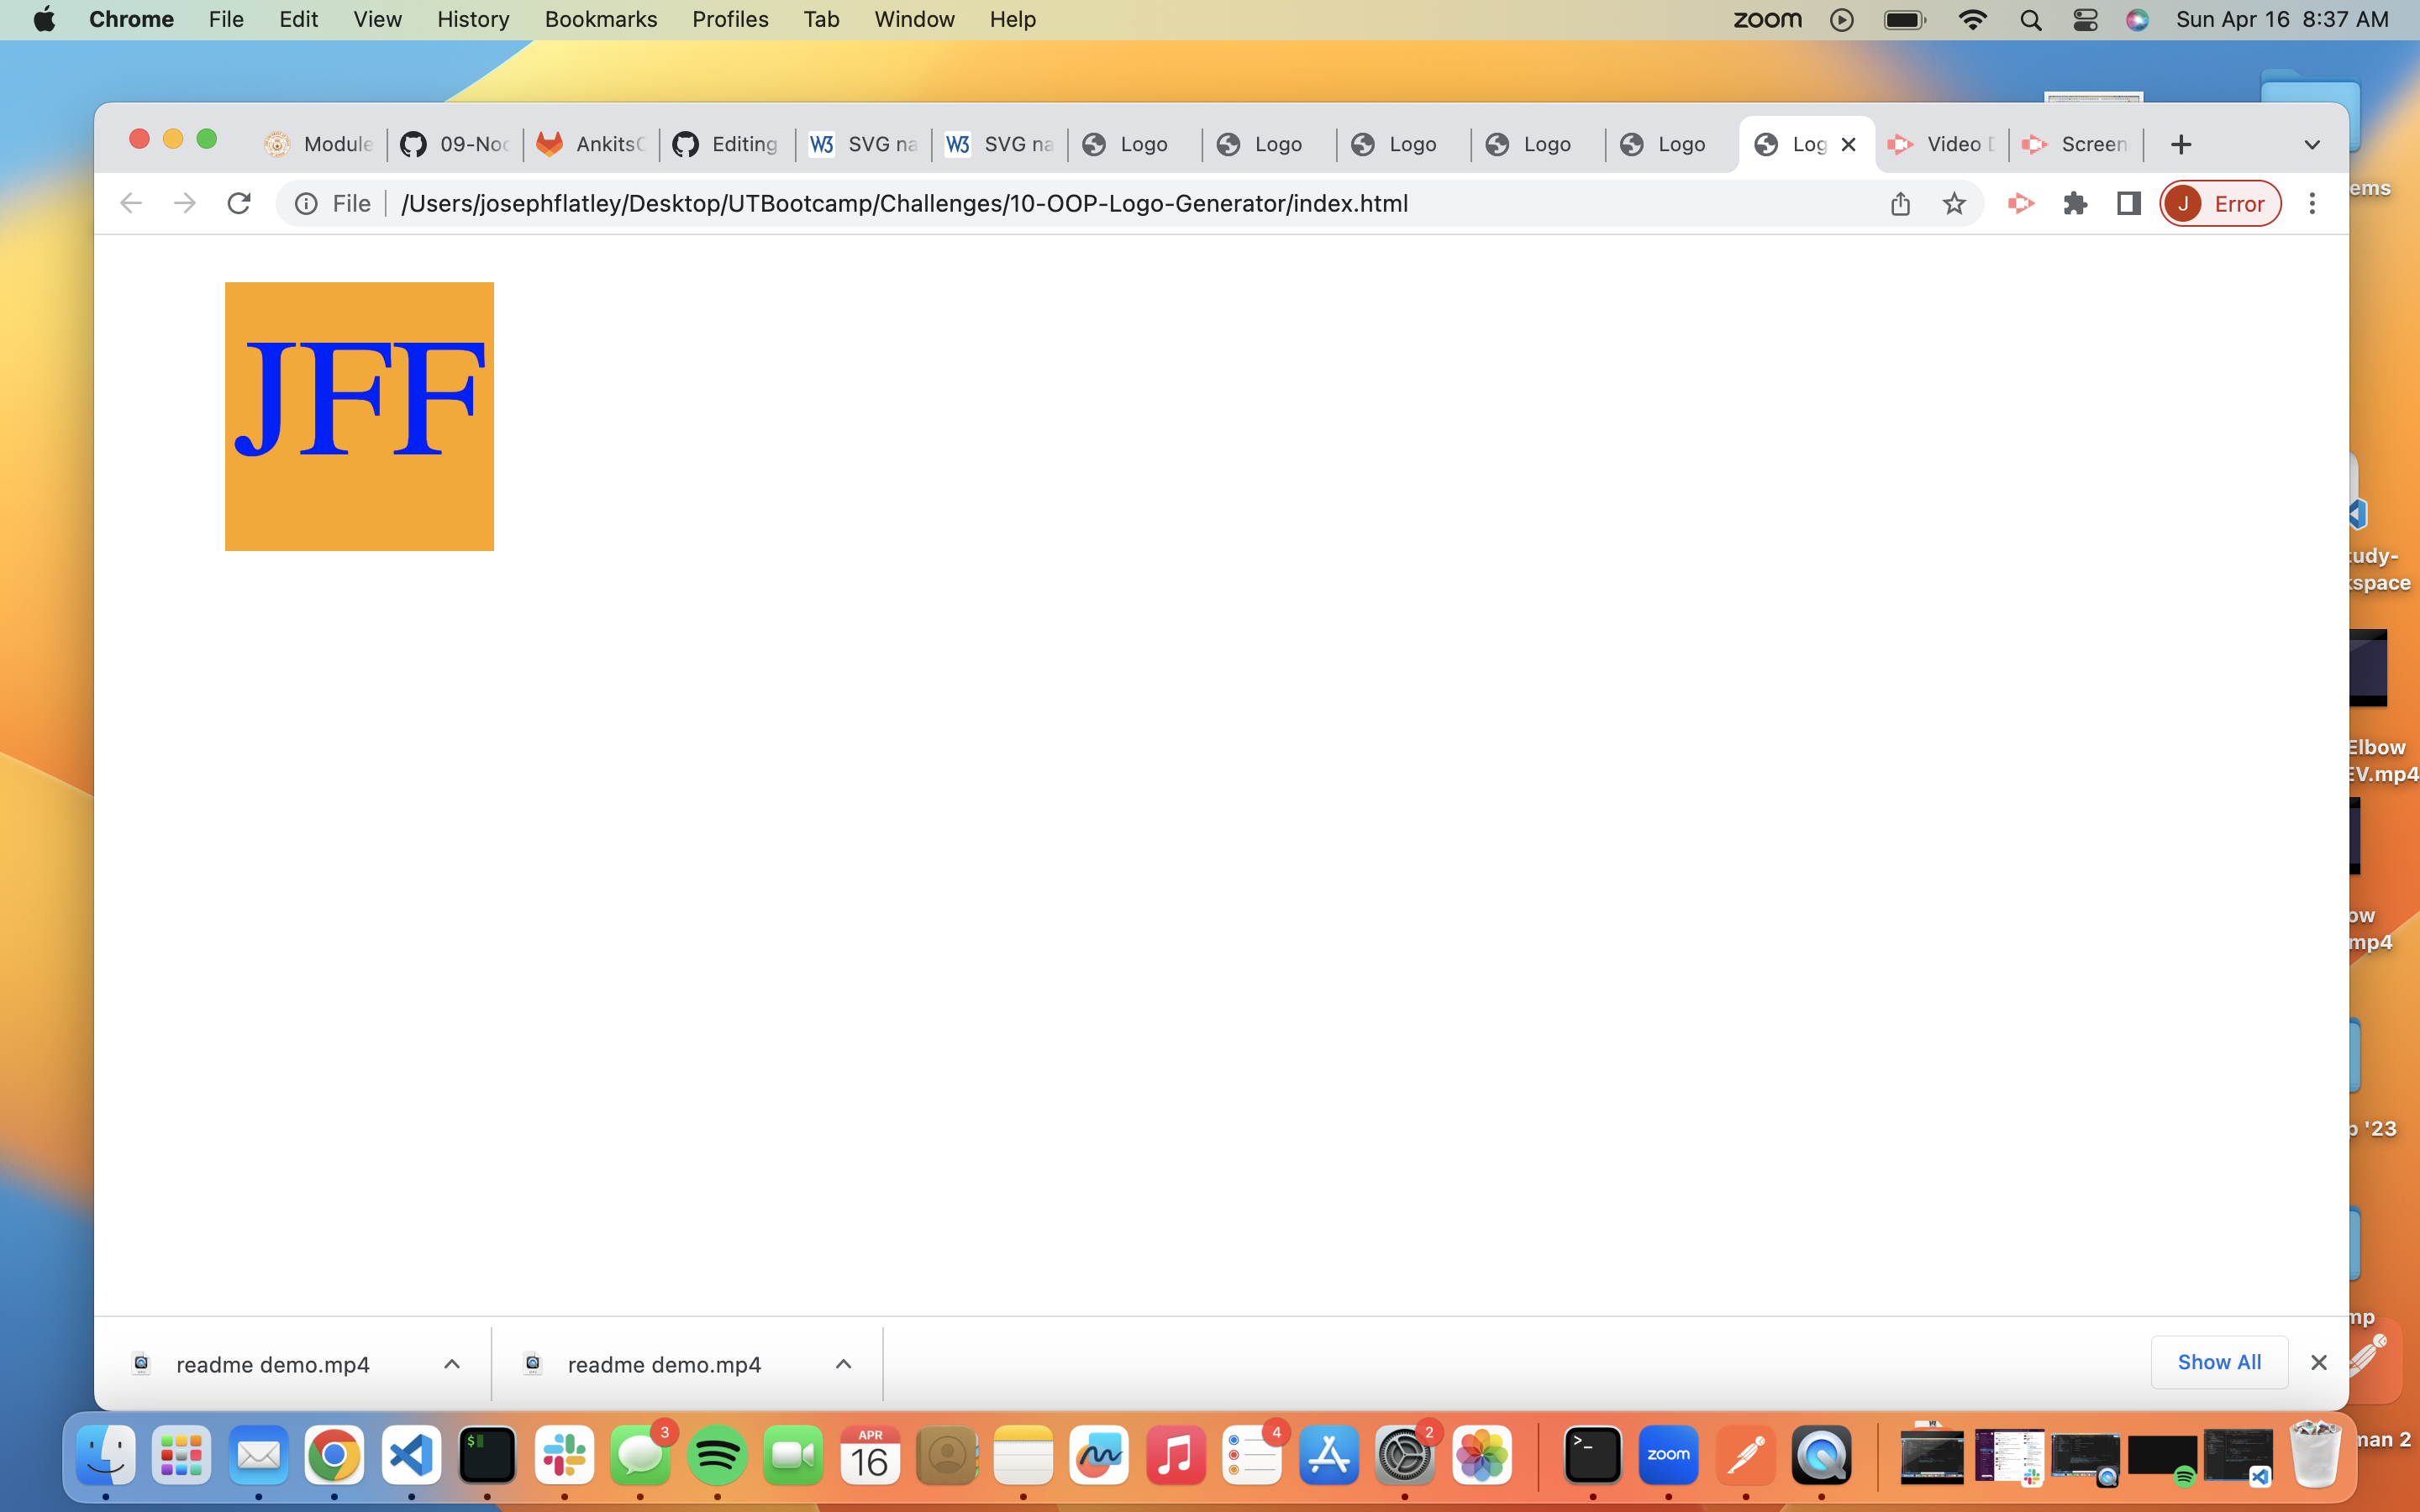 Chrome File Edit View History Bookmarks Profiles Tab Window Help zoom Sun Apr 16 8:37 AM
Module 09-Noc AnkitsC Editing W3 SVG na W3 SVG na Logo Logo Logo Logo Logo Log Video Screen
File /Users/josephflatley/Desktop/UTBootcamp/Challenges/10-OOP-Logo-Generator/index.html J Error
ems
JFF
tudy-
kspace
Elbow
EV.mp4
ow
mp4
p '23
mp
readme demo.mp4 readme demo.mp4 Show All
man 2
3 APR 4 2
16 zoom